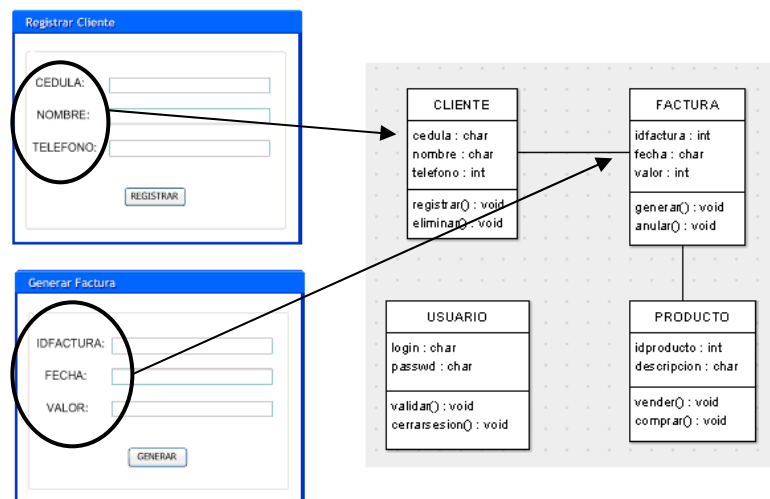 Registrar Cliente
CEDULA:
NOMBRE:
TELEFONO:
REGISTRAR
Generar Factura
IDFACTURA:
FECHA:
VALOR:
GENERAR
CLIENTE
cedula : char
nombre : char
telefono : int
registrar() : void
eliminar() : void
FACTURA
idfactura : int
fecha : char
valor : int
generar() : void
anular() : void
USUARIO
login : char
passwd : char
validar() : void
cerrarsesion() : void
PRODUCTO
idproducto : int
descripcion : char
vender() : void
comprar() : void